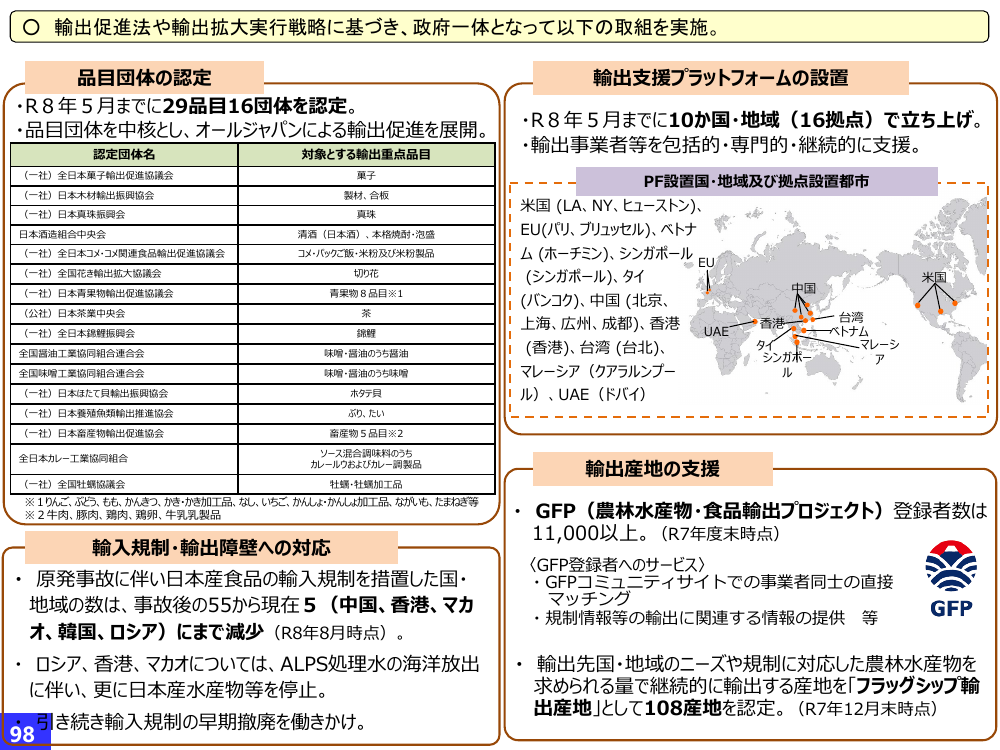 ○ 輸出促進法や輸出拡大実行戦略に基づき、政府一体となって以下の取組を実施。
品目団体の認定
・R８年５月までに29品目16団体を認定。
・品目団体を中核とし、オールジャパンによる輸出促進を展開。
認定団体名 対象とする輸出重点品目
（一社）全日本菓子輸出促進協議会 菓子
（一社）日本木材輸出振興協会 製材、合板
（一社）日本真珠振興会 真珠
日本酒造組合中央会 清酒（日本酒）、本格焼酎・泡盛
（一社）全日本コメ・コメ関連食品輸出促進協議会 コメ・パックご飯・米粉及び米粉製品
（一社）全国花き輸出拡大協議会 切り花
（一社）日本青果物輸出促進協議会 青果物８品目※1
（公社）日本茶業中央会 茶
（一社）全日本錦鯉振興会 錦鯉
全国醤油工業協同組合連合会 味噌・醤油のうち醤油
全国味噌工業協同組合連合会 味噌・醤油のうち味噌
（一社）日本ほたて貝輸出振興協会 ホタテ貝
（一社）日本養殖魚類輸出推進協会 ぶり、たい
（一社）日本畜産物輸出促進協会 畜産物５品目※2
全日本カレー工業協同組合 ソース混合調味料のうち
カレールウおよびカレー調製品
（一社）全国牡蠣協議会 牡蠣・牡蠣加工品
※１りんご、ぶどう、もも、かんきつ、かき・かき加工品、なし、いちご、かんしょ・かんしょ加工品、ながいも、たまねぎ等
※２牛肉、豚肉、鶏肉、鶏卵、牛乳乳製品
輸入規制・輸出障壁への対応
・ 原発事故に伴い日本産食品の輸入規制を措置した国・
地域の数は、事故後の55から現在５（中国、香港、マカ
オ、韓国、ロシア）にまで減少（R8年8月時点）。
・ ロシア、香港、マカオについては、ALPS処理水の海洋放出
に伴い、更に日本産水産物等を停止。
・ 引き続き輸入規制の早期撤廃を働きかけ。
98
輸出支援プラットフォームの設置
・R８年５月までに10か国・地域（16拠点）で立ち上げ。
・輸出事業者等を包括的・専門的・継続的に支援。
PF設置国・地域及び拠点設置都市
米国 (LA、NY、ヒューストン)、
EU(パリ、ブリュッセル)、ベトナ
ム (ホーチミン)、シンガポール
（シンガポール)、タイ
(バンコク)、中国 (北京、
上海、広州、成都)、香港
（香港)、台湾 (台北)、
マレーシア（クアラルンプー
ル）、UAE（ドバイ）
EU
中国
米国
UAE
香港
台湾
ベトナム
タイ
マレーシ
ア
シンガポー
ル
輸出産地の支援
・ GFP（農林水産物・食品輸出プロジェクト）登録者数は
11,000以上。（R7年度末時点）
〈GFP登録者へのサービス〉
・GFPコミュニティサイトでの事業者同士の直接
マッチング
・規制情報等の輸出に関連する情報の提供　等
GFP
・ 輸出先国・地域のニーズや規制に対応した農林水産物を
求められる量で継続的に輸出する産地を「フラッグシップ輸
出産地」として108産地を認定。（R7年12月末時点）